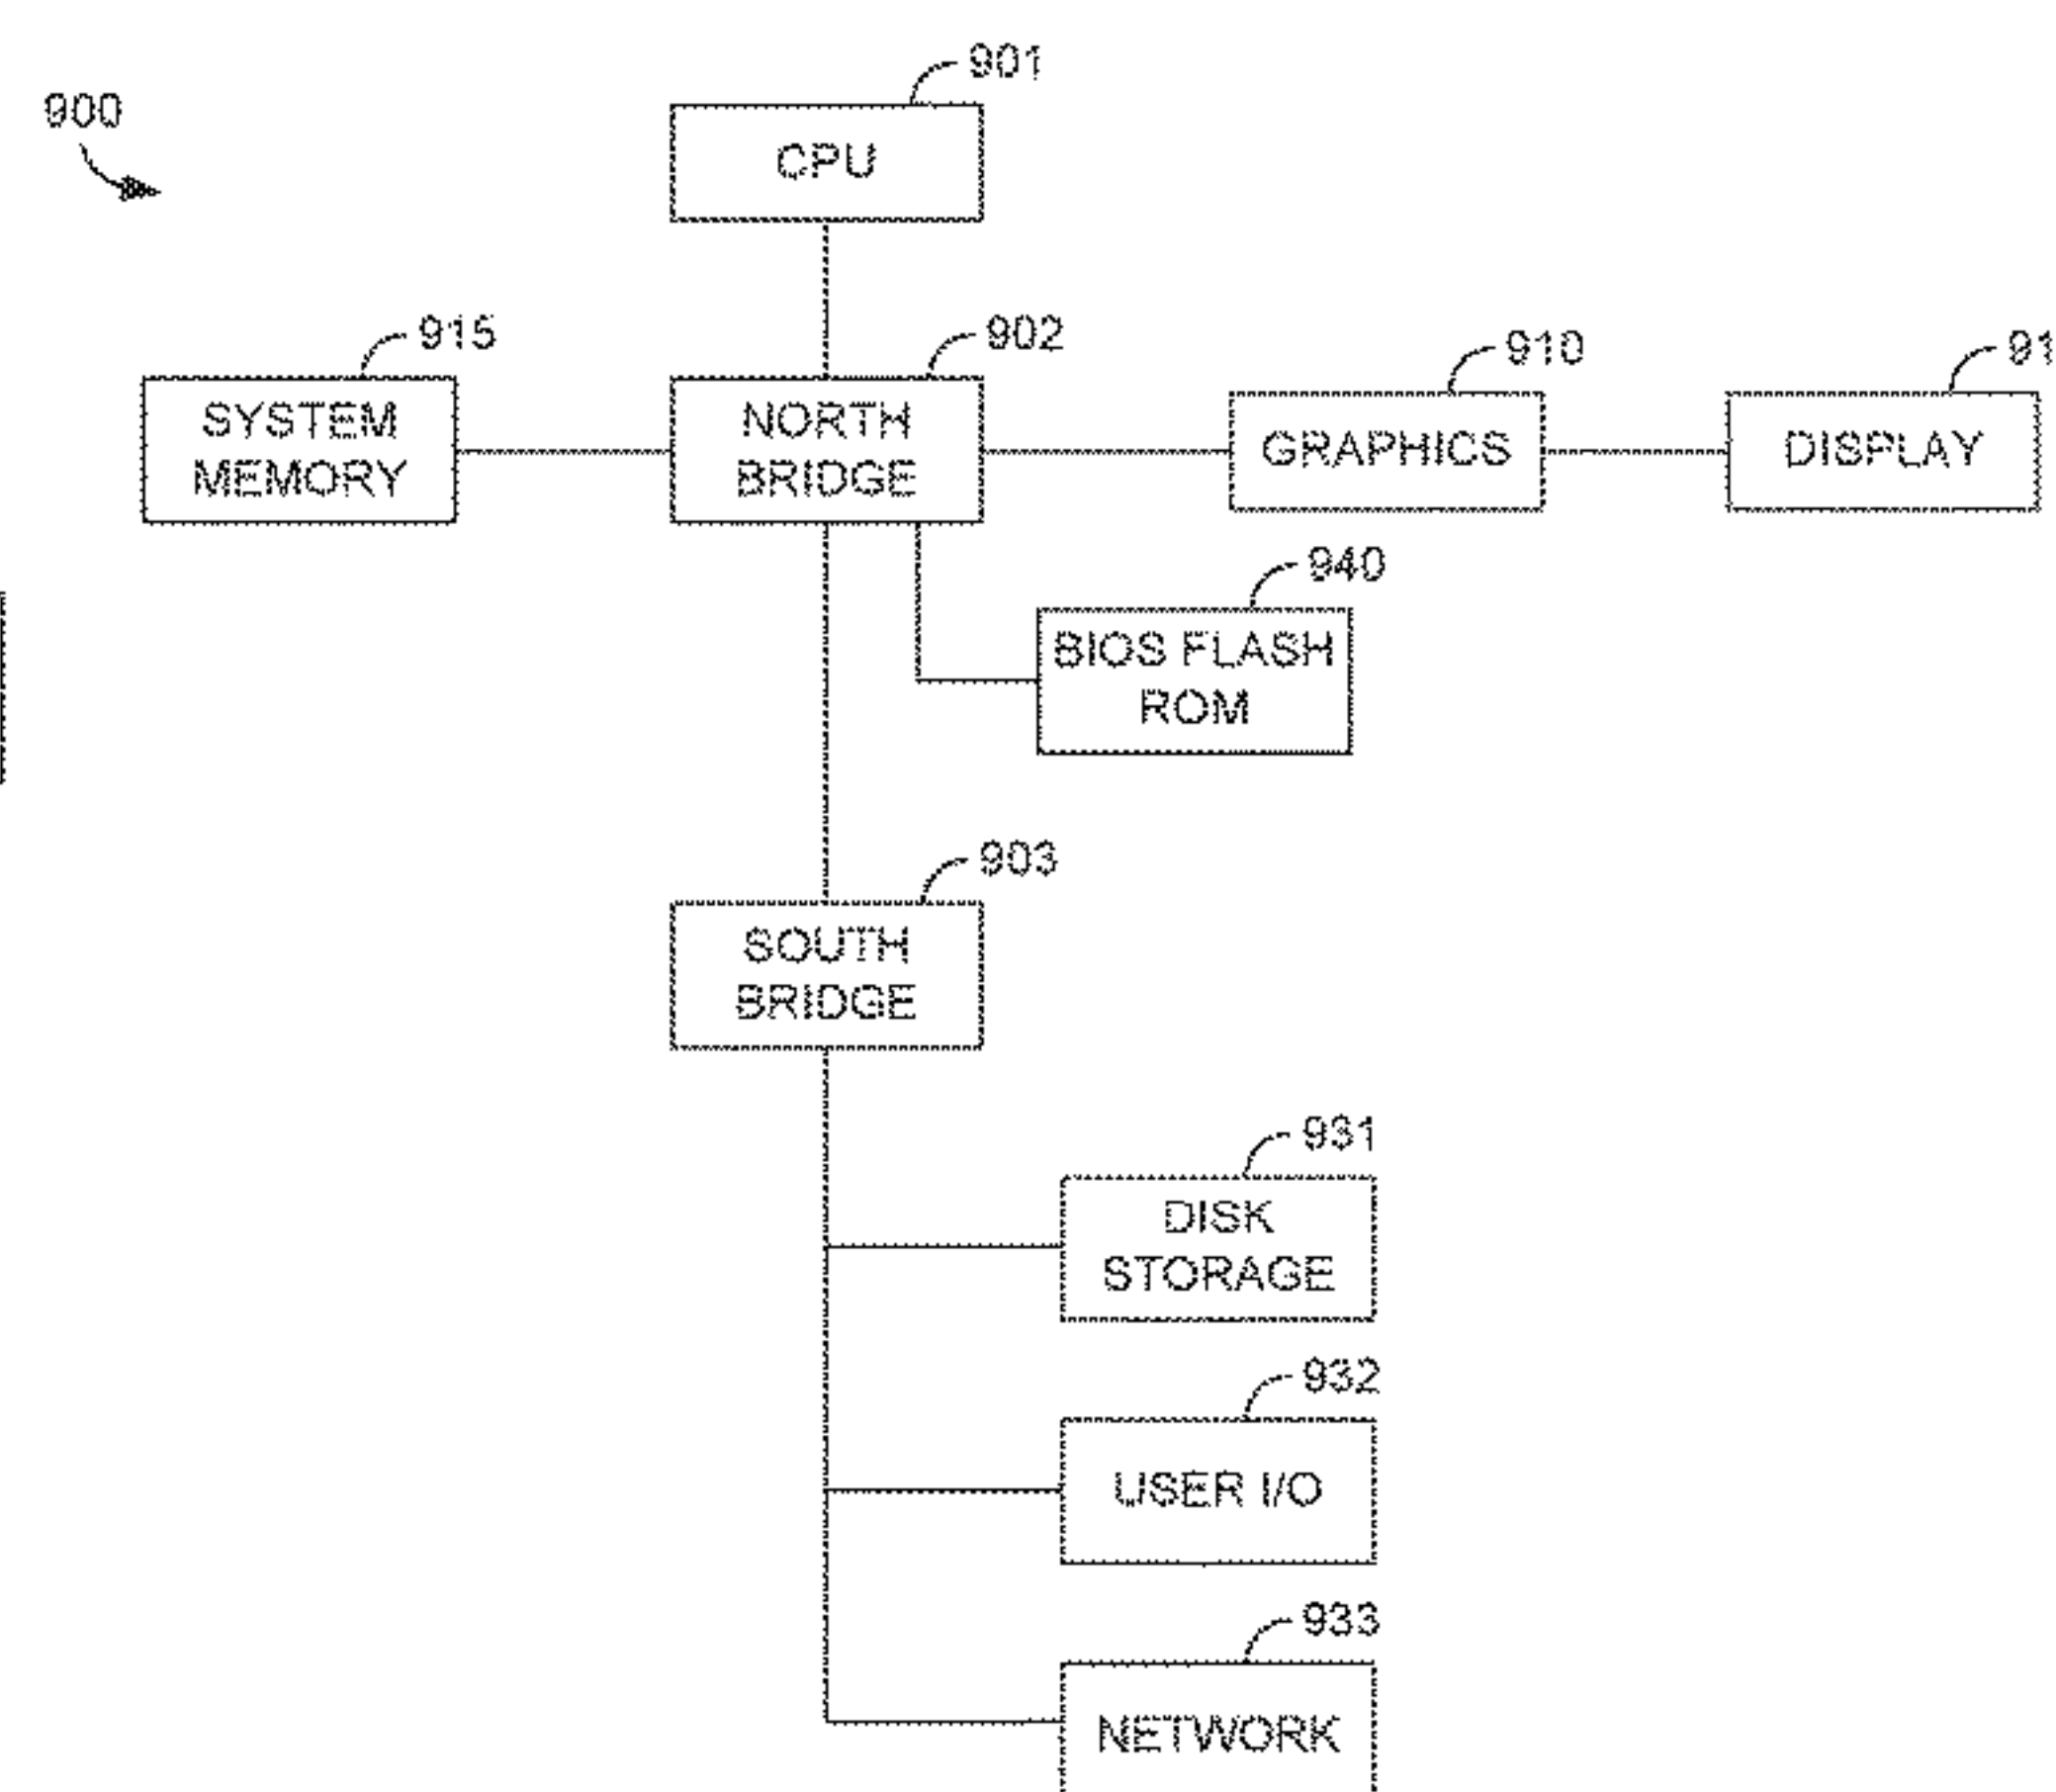 900
901
CPU
915
SYSTEM
MEMORY
902
NORTH
BRIDGE
910
GRAPHICS
91
DISPLAY
940
BIOS FLASH
ROM
903
SOUTH
BRIDGE
931
DISK
STORAGE
932
USER I/O
933
NETWORK